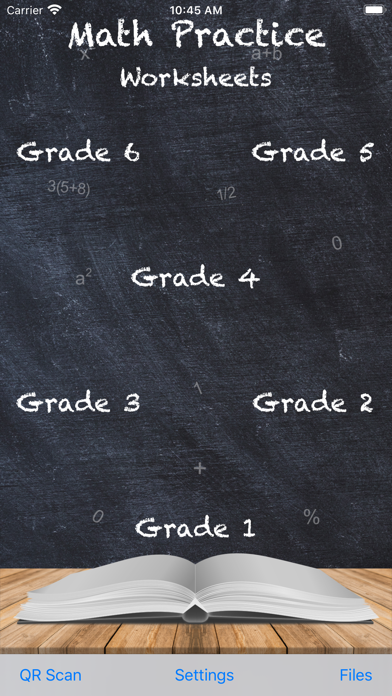 Carrier 10:45 AM
Math Practice
x a+b
Worksheets
Grade 6 Grade 5
3(5+8) 1/2
0
a²
Grade 4
1
Grade 3 Grade 2
+
0 %
Grade 1
QR Scan Settings Files